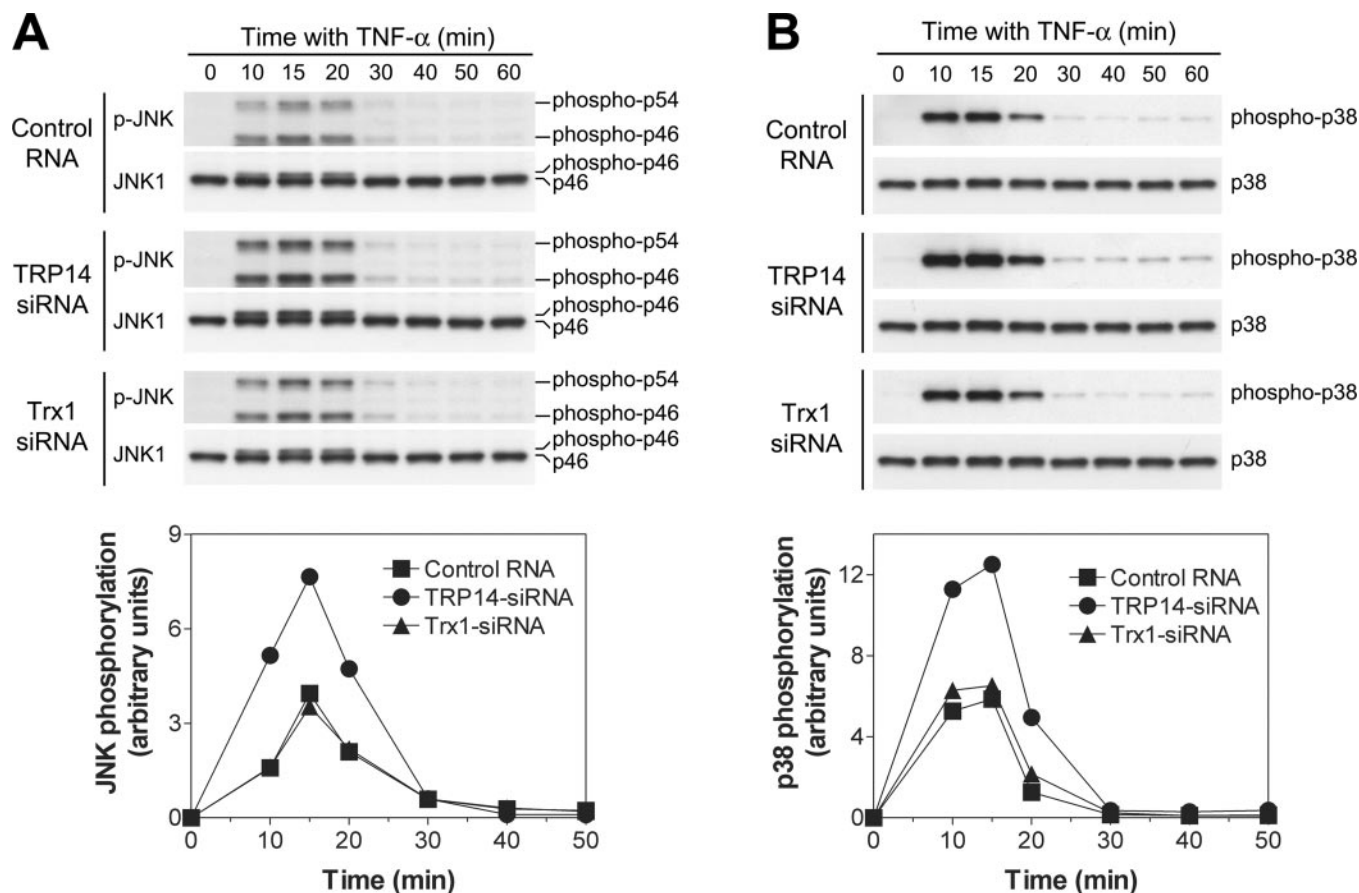 A
Time with TNF-α (min)
0 10 15 20 30 40 50 60
Control
RNA
p-JNK
phospho-p54
phospho-p46
JNK1
phospho-p46
p46
TRP14
siRNA
p-JNK
phospho-p54
phospho-p46
JNK1
phospho-p46
p46
Trx1
siRNA
p-JNK
phospho-p54
phospho-p46
JNK1
phospho-p46
p46
JNK phosphorylation
(arbitrary units)
9
6
3
0
Control RNA
TRP14-siRNA
Trx1-siRNA
0 10 20 30 40 50
Time (min)
B
Time with TNF-α (min)
0 10 15 20 30 40 50 60
Control
RNA
phospho-p38
p38
TRP14
siRNA
phospho-p38
p38
Trx1
siRNA
phospho-p38
p38
p38 phosphorylation
(arbitrary units)
12
8
4
0
Control RNA
TRP14-siRNA
Trx1-siRNA
0 10 20 30 40 50
Time (min)